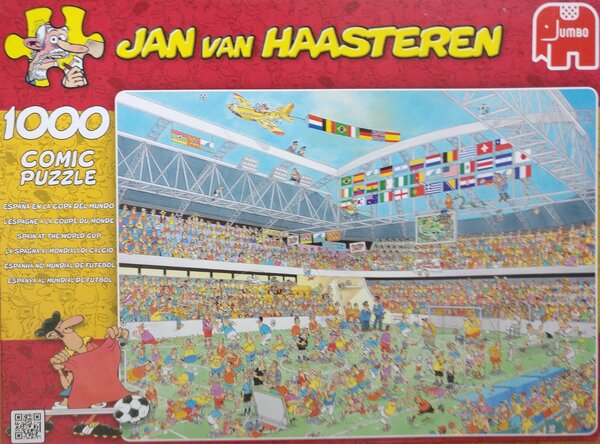 JAN VAN HAASTEREN
JUMBO
1000
COMIC
PUZZLE
ESPAÑA EN LA COPA DEL MUNDO
L'ESPAGNE A LA COUPE DU MONDE
SPAIN AT THE WORLD CUP
LA SPAGNA AI MONDIALI DI CALCIO
ESPANHA NO MUNDIAL DE FUTEBOL
ESPANYA AL MUNDIAL DE FUTBOL